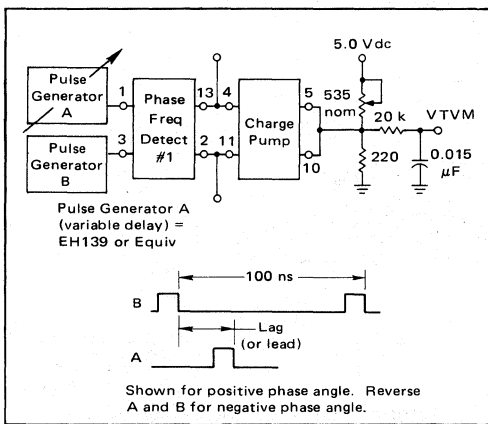 5.0 Vdc
Pulse
Generator
A
1
Phase
Freq
Detect
#1
13
4
Charge
Pump
5
535
nom
20 k
VTVM
Pulse
Generator
B
3
2
11
10
220
0.015
μF
Pulse Generator A
(variable delay) =
EH139 or Equiv
100 ns
B
Lag
(or lead)
A
Shown for positive phase angle. Reverse
A and B for negative phase angle.